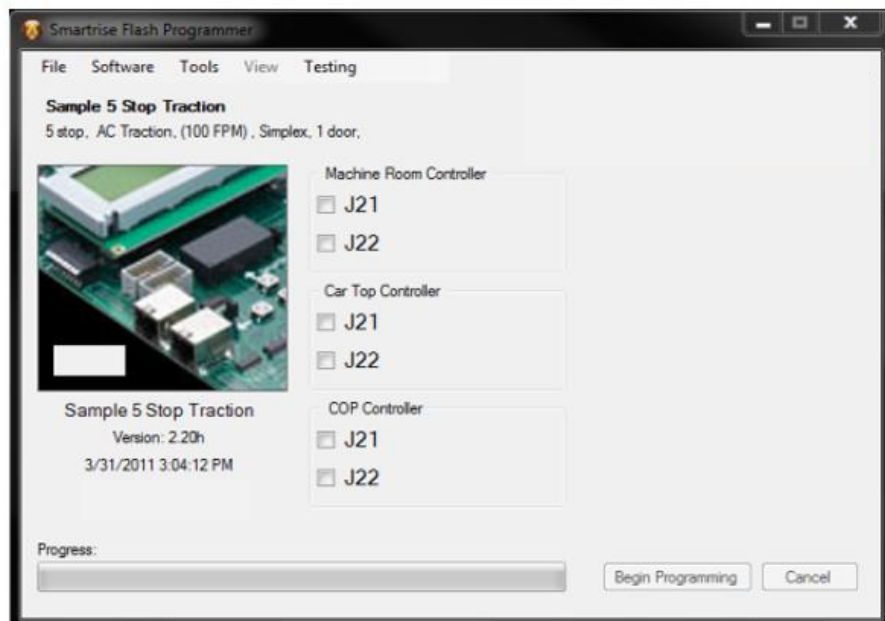 Smartrise Flash Programmer
File Software Tools View Testing
Sample 5 Stop Traction
5 stop, AC Traction, (100 FPM) , Simplex, 1 door,
Machine Room Controller
J21
J22
Car Top Controller
J21
J22
Sample 5 Stop Traction
Version: 2.20h
3/31/2011 3:04:12 PM
COP Controller
J21
J22
Progress:
Begin Programming Cancel